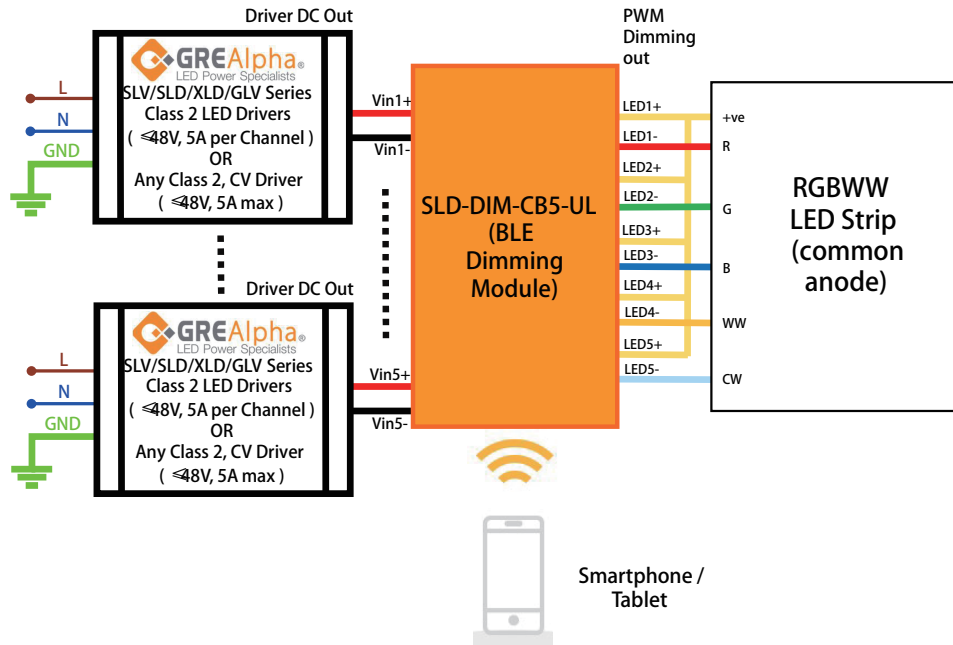 Driver DC Out
GREAlpha®
LED Power Specialists
SLV/SLD/XLD/GLV Series
Class 2 LED Drivers
( ≤48V, 5A per Channel )
OR
Any Class 2, CV Driver
( ≤48V, 5A max )
L
N
GND
Vin1+
Vin1-
Driver DC Out
GREAlpha®
LED Power Specialists
SLV/SLD/XLD/GLV Series
Class 2 LED Drivers
( ≤48V, 5A per Channel )
OR
Any Class 2, CV Driver
( ≤48V, 5A max )
L
N
GND
Vin5+
Vin5-
SLD-DIM-CB5-UL
(BLE
Dimming
Module)
PWM
Dimming
out
LED1+
LED1-
LED2+
LED2-
LED3+
LED3-
LED4+
LED4-
LED5+
LED5-
+ve
R
G
B
WW
CW
RGBWW
LED Strip
(common
anode)
Smartphone /
Tablet